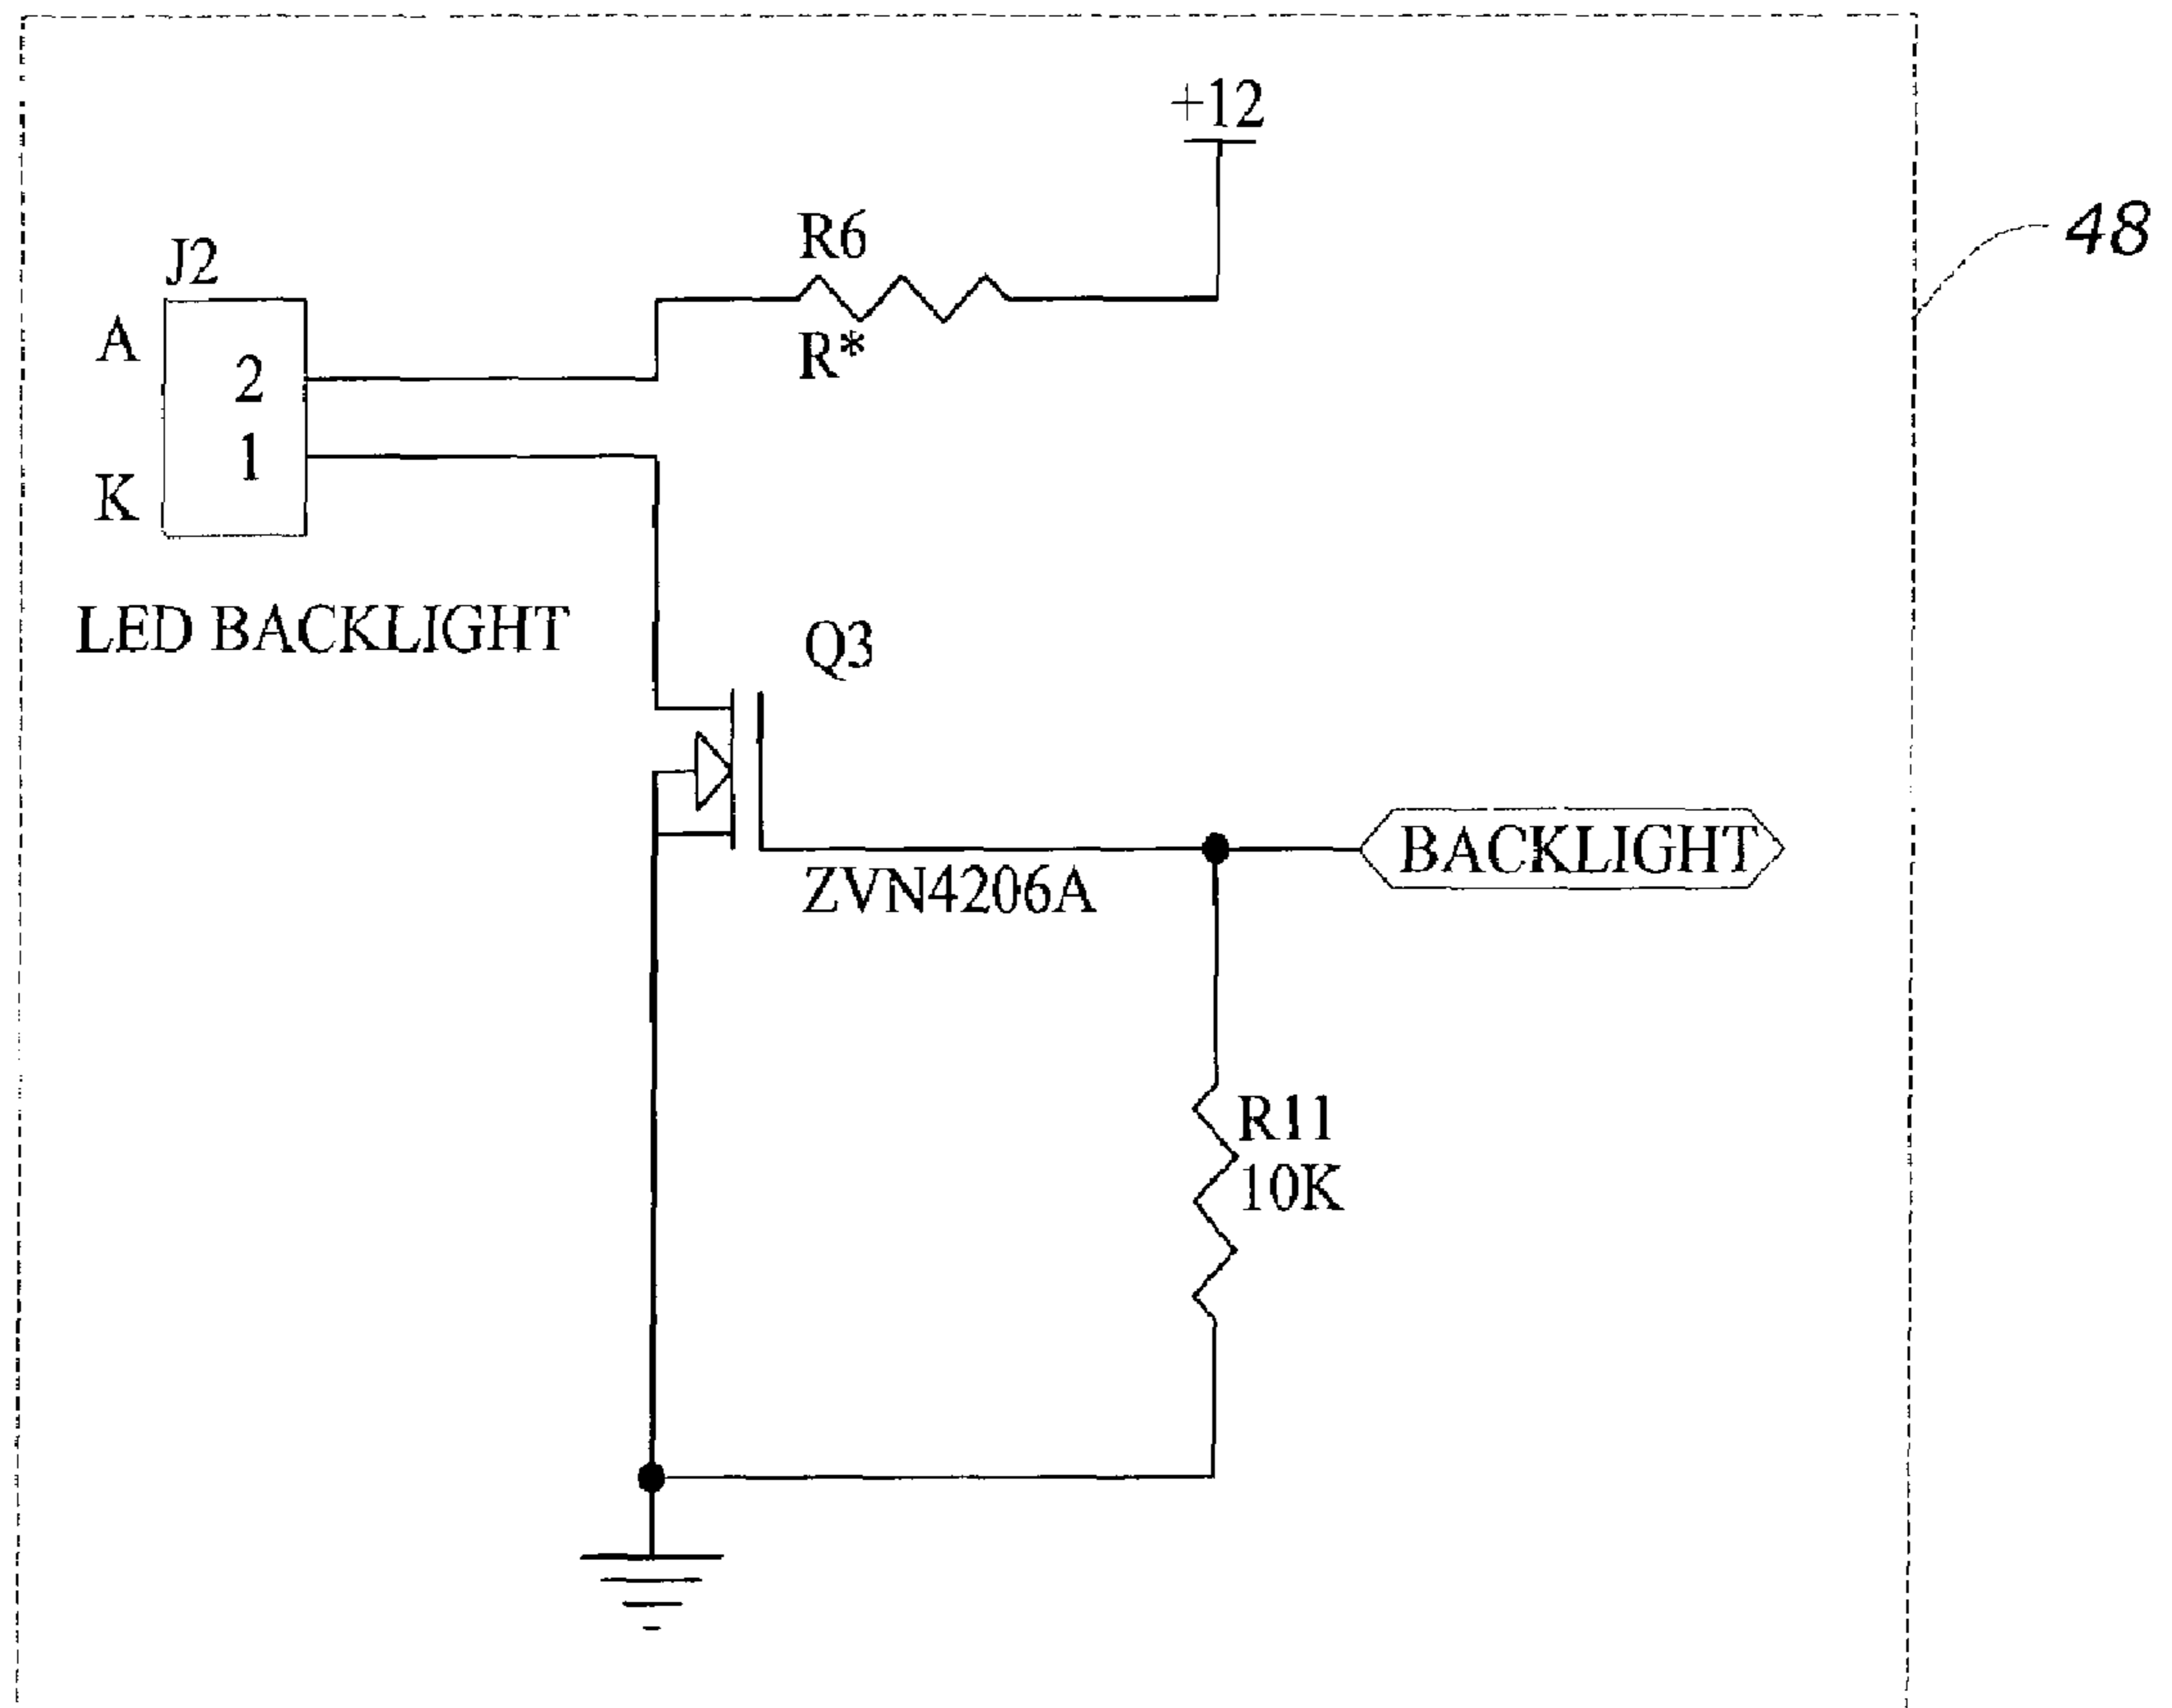 +12
48
R6
J2
R*
A
2
1
K
LED BACKLIGHT
Q3
BACKLIGHT
ZVN4206A
R11
10K